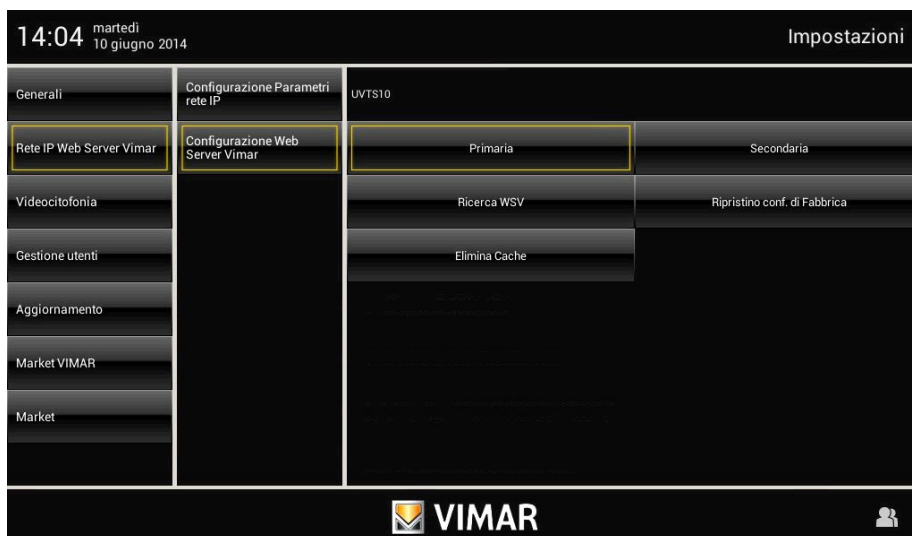 14:04
martedì
10 giugno 2014
Impostazioni
Generali
Rete IP Web Server Vimar
Videocitofonia
Gestione utenti
Aggiornamento
Market VIMAR
Market
Configurazione Parametri
rete IP
Configurazione Web
Server Vimar
UVTS10
Primaria
Secondaria
Ricerca WSV
Ripristino conf. di Fabbrica
Elimina Cache
VIMAR